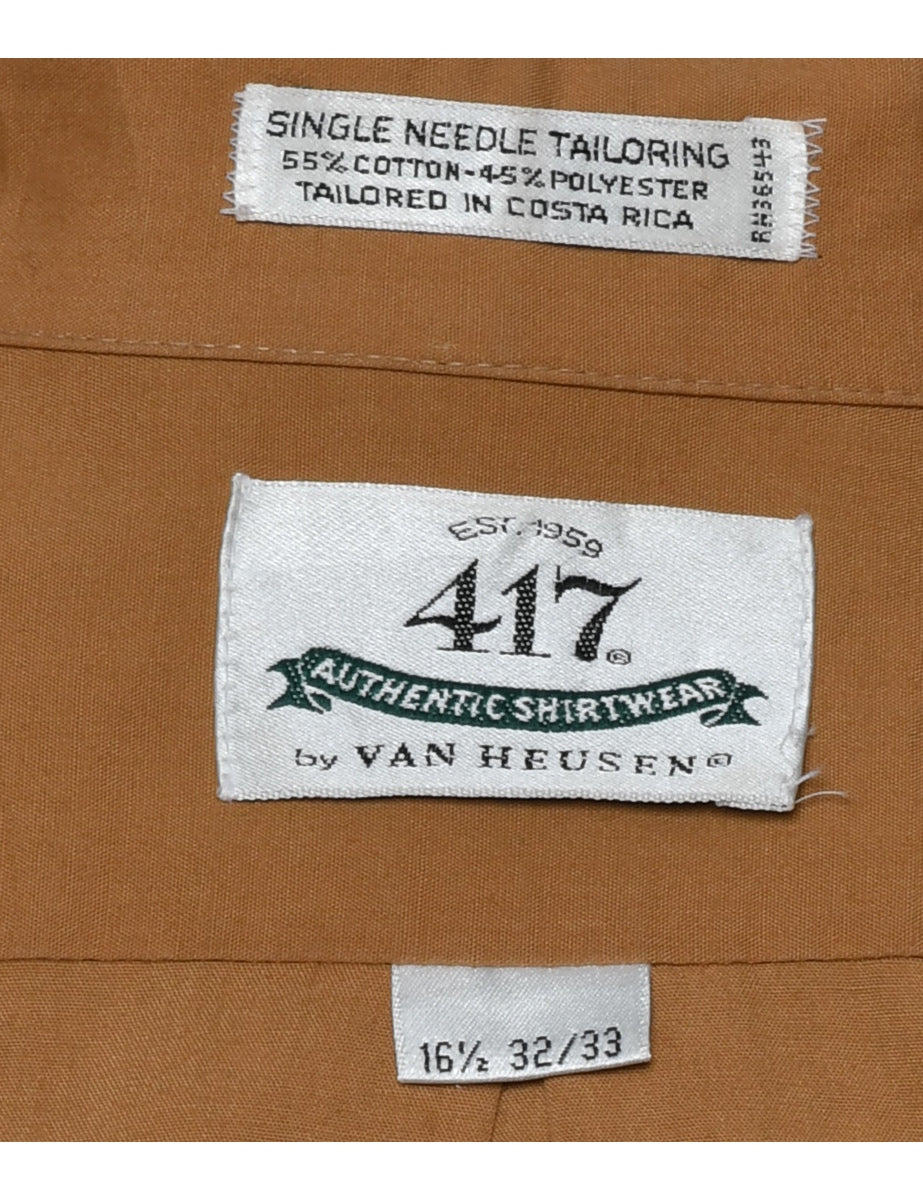 SINGLE NEEDLE TAILORING
55% COTTON-45% POLYESTER
TAILORED IN COSTA RICA
RN36543
EST. 1959
417®
AUTHENTIC SHIRTWEAR
by VAN HEUSEN®
16½ 32/33